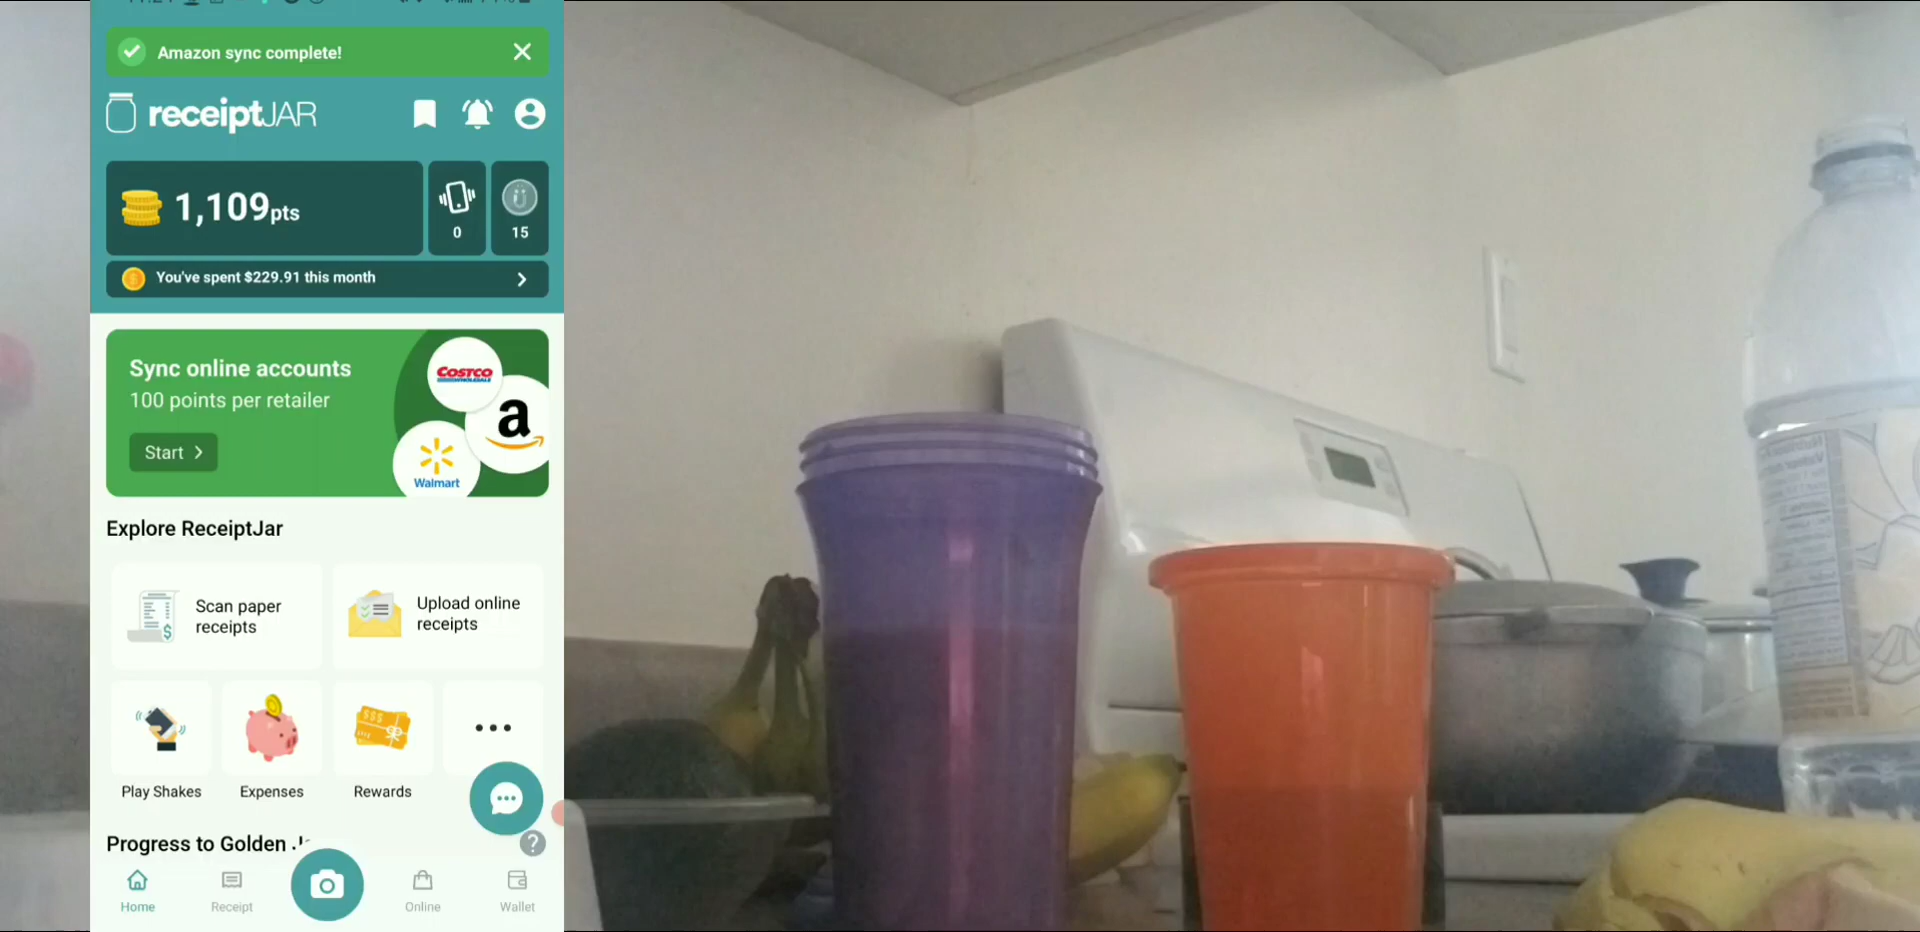 Amazon sync complete!
receiptJAR
1,109pts
0
15
You've spent $229.91 this month
Sync online accounts
100 points per retailer
Start
COSTCO
WHOLESALE
a
Walmart
Explore ReceiptJar
Scan paper
receipts
Upload online
receipts
Play Shakes
Expenses
Rewards
Progress to Golden
Home
Receipt
Online
Wallet